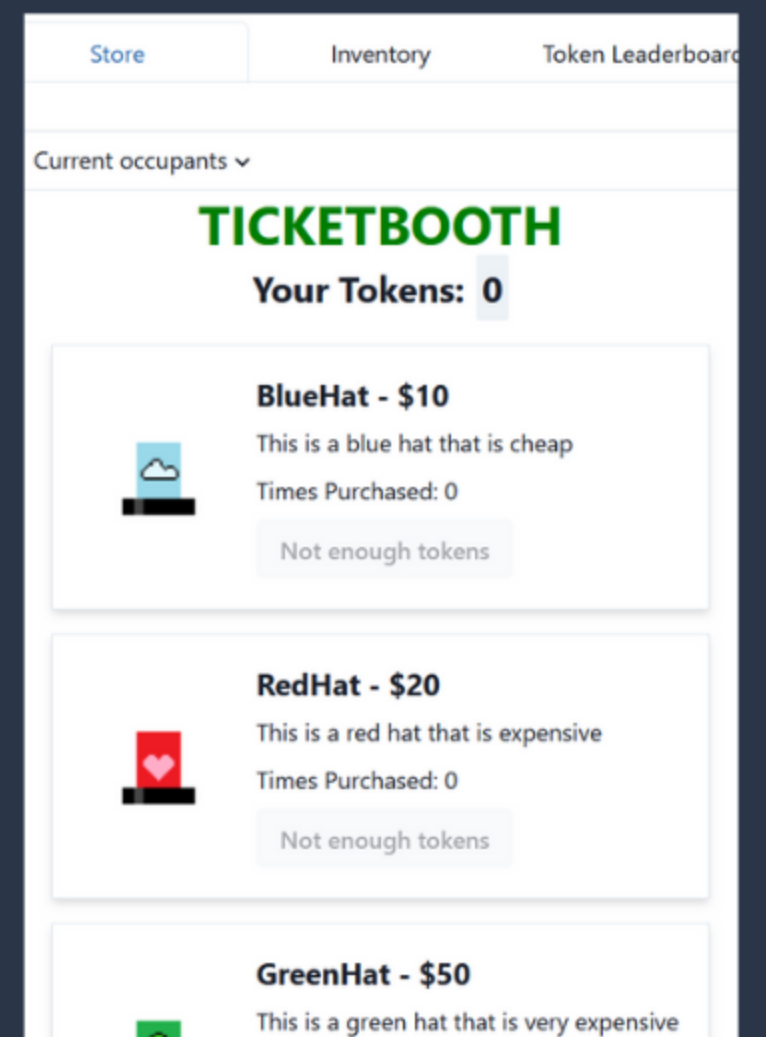 Store Inventory Token Leaderboard
Current occupants
TICKETBOOTH
Your Tokens: 0
BlueHat - $10
This is a blue hat that is cheap
Times Purchased: 0
Not enough tokens
RedHat - $20
This is a red hat that is expensive
Times Purchased: 0
Not enough tokens
GreenHat - $50
This is a green hat that is very expensive